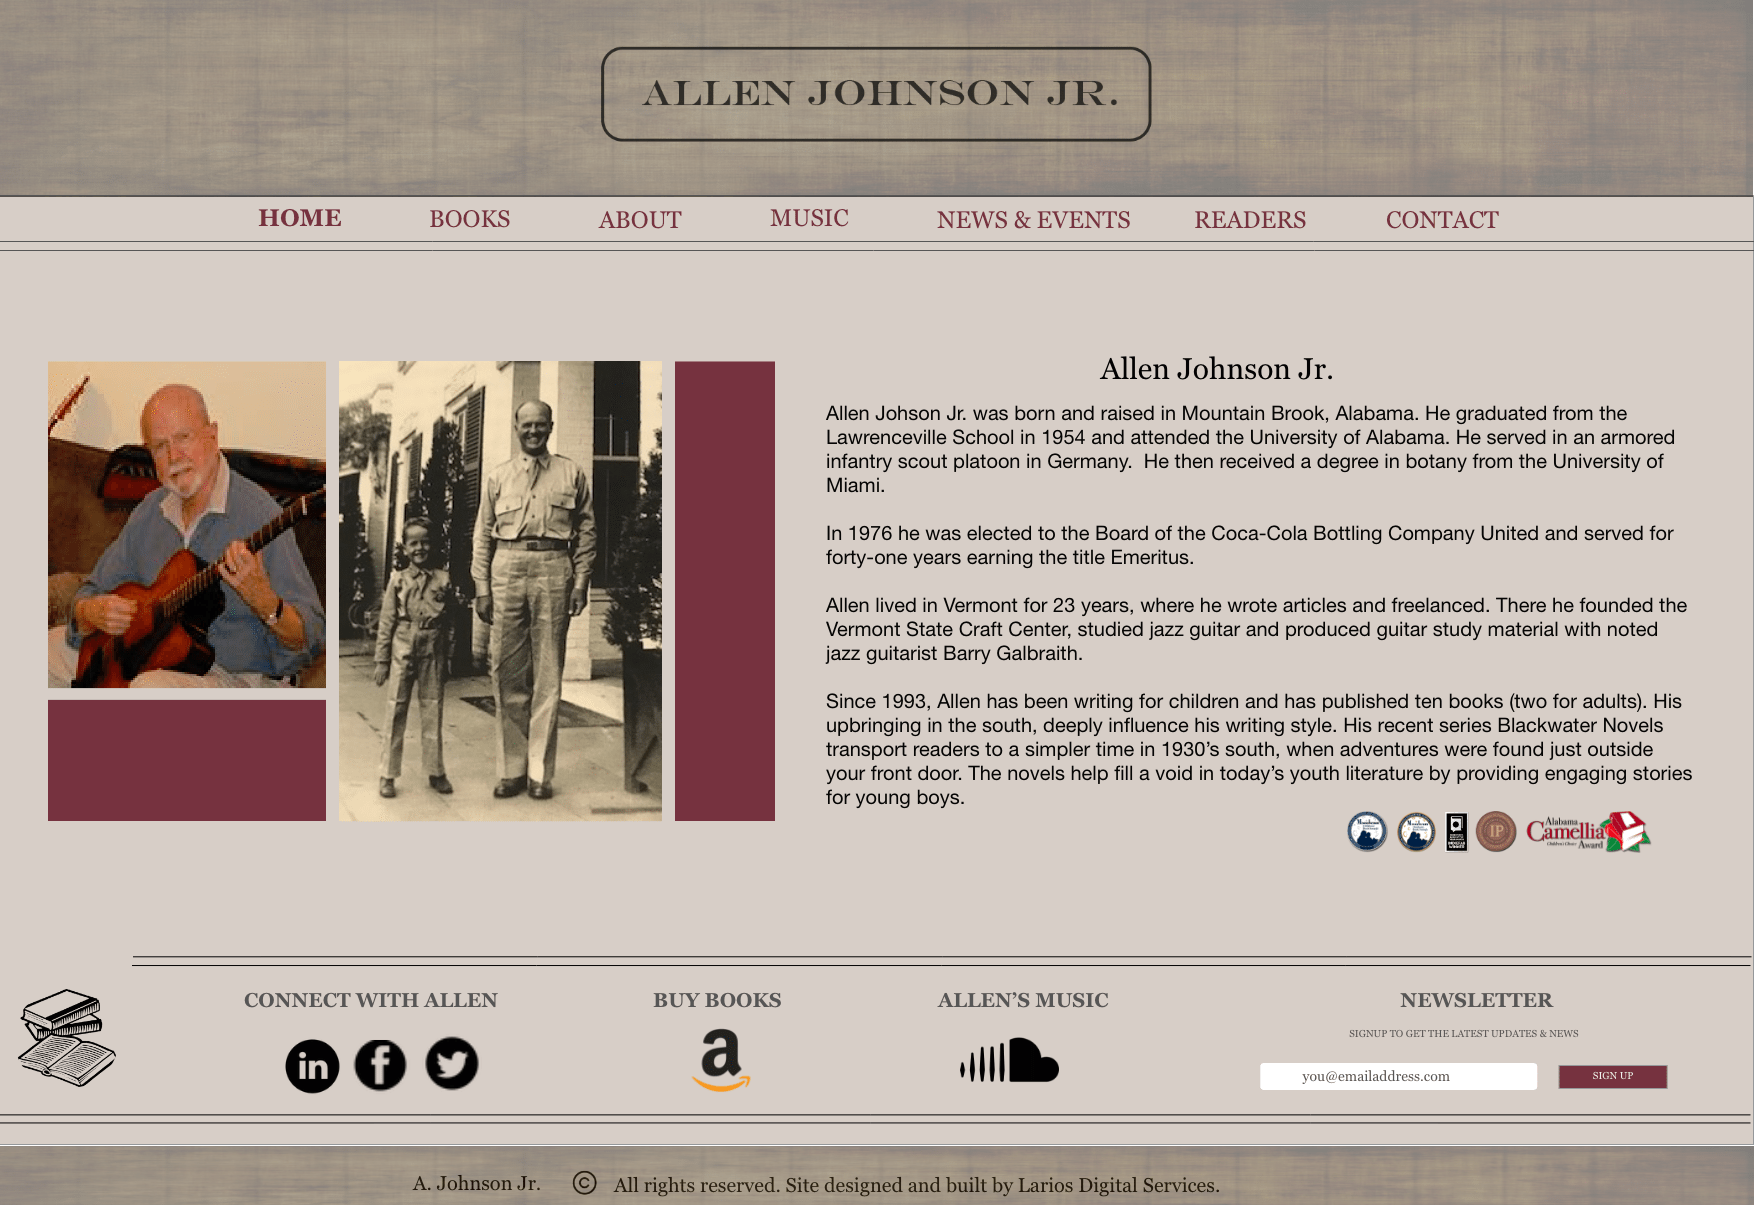 ALLEN JOHNSON JR.
HOME BOOKS ABOUT MUSIC NEWS & EVENTS READERS CONTACT
Allen Johnson Jr.
Allen Johson Jr. was born and raised in Mountain Brook, Alabama. He graduated from the
Lawrenceville School in 1954 and attended the University of Alabama. He served in an armored
infantry scout platoon in Germany.  He then received a degree in botany from the University of
Miami.
In 1976 he was elected to the Board of the Coca-Cola Bottling Company United and served for
forty-one years earning the title Emeritus.
Allen lived in Vermont for 23 years, where he wrote articles and freelanced. There he founded the
Vermont State Craft Center, studied jazz guitar and produced guitar study material with noted
jazz guitarist Barry Galbraith.
Since 1993, Allen has been writing for children and has published ten books (two for adults). His
upbringing in the south, deeply influence his writing style. His recent series Blackwater Novels
transport readers to a simpler time in 1930’s south, when adventures were found just outside
your front door. The novels help fill a void in today’s youth literature by providing engaging stories
for young boys.
IP
Alabama
Camellia
Children's Choice Award
CONNECT WITH ALLEN BUY BOOKS ALLEN’S MUSIC NEWSLETTER
SIGNUP TO GET THE LATEST UPDATES & NEWS
in f a
you@emailaddress.com SIGN UP
A. Johnson Jr. © All rights reserved. Site designed and built by Larios Digital Services.